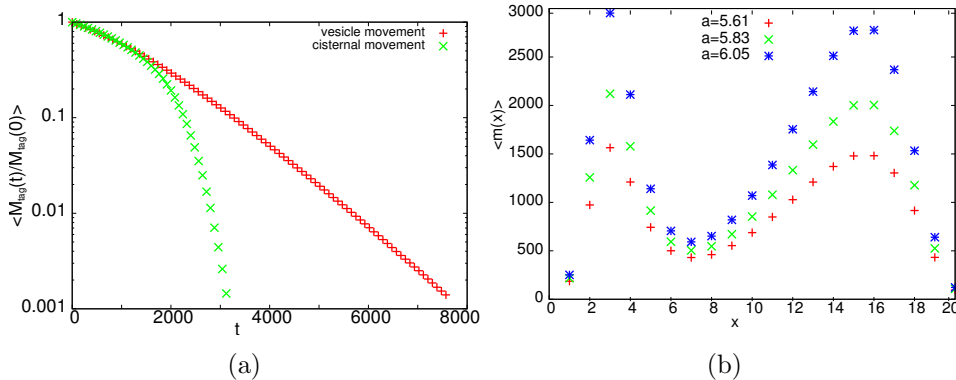 1
0.1
0.01
0.001
<M_tag(t)/M_tag(0)>
vesicle movement
cisternal movement
0 2000 4000 6000 8000
t
(a)
3000
2500
2000
1500
1000
500
0
<m(x)>
a=5.61
a=5.83
a=6.05
0 2 4 6 8 10 12 14 16 18 20
x
(b)